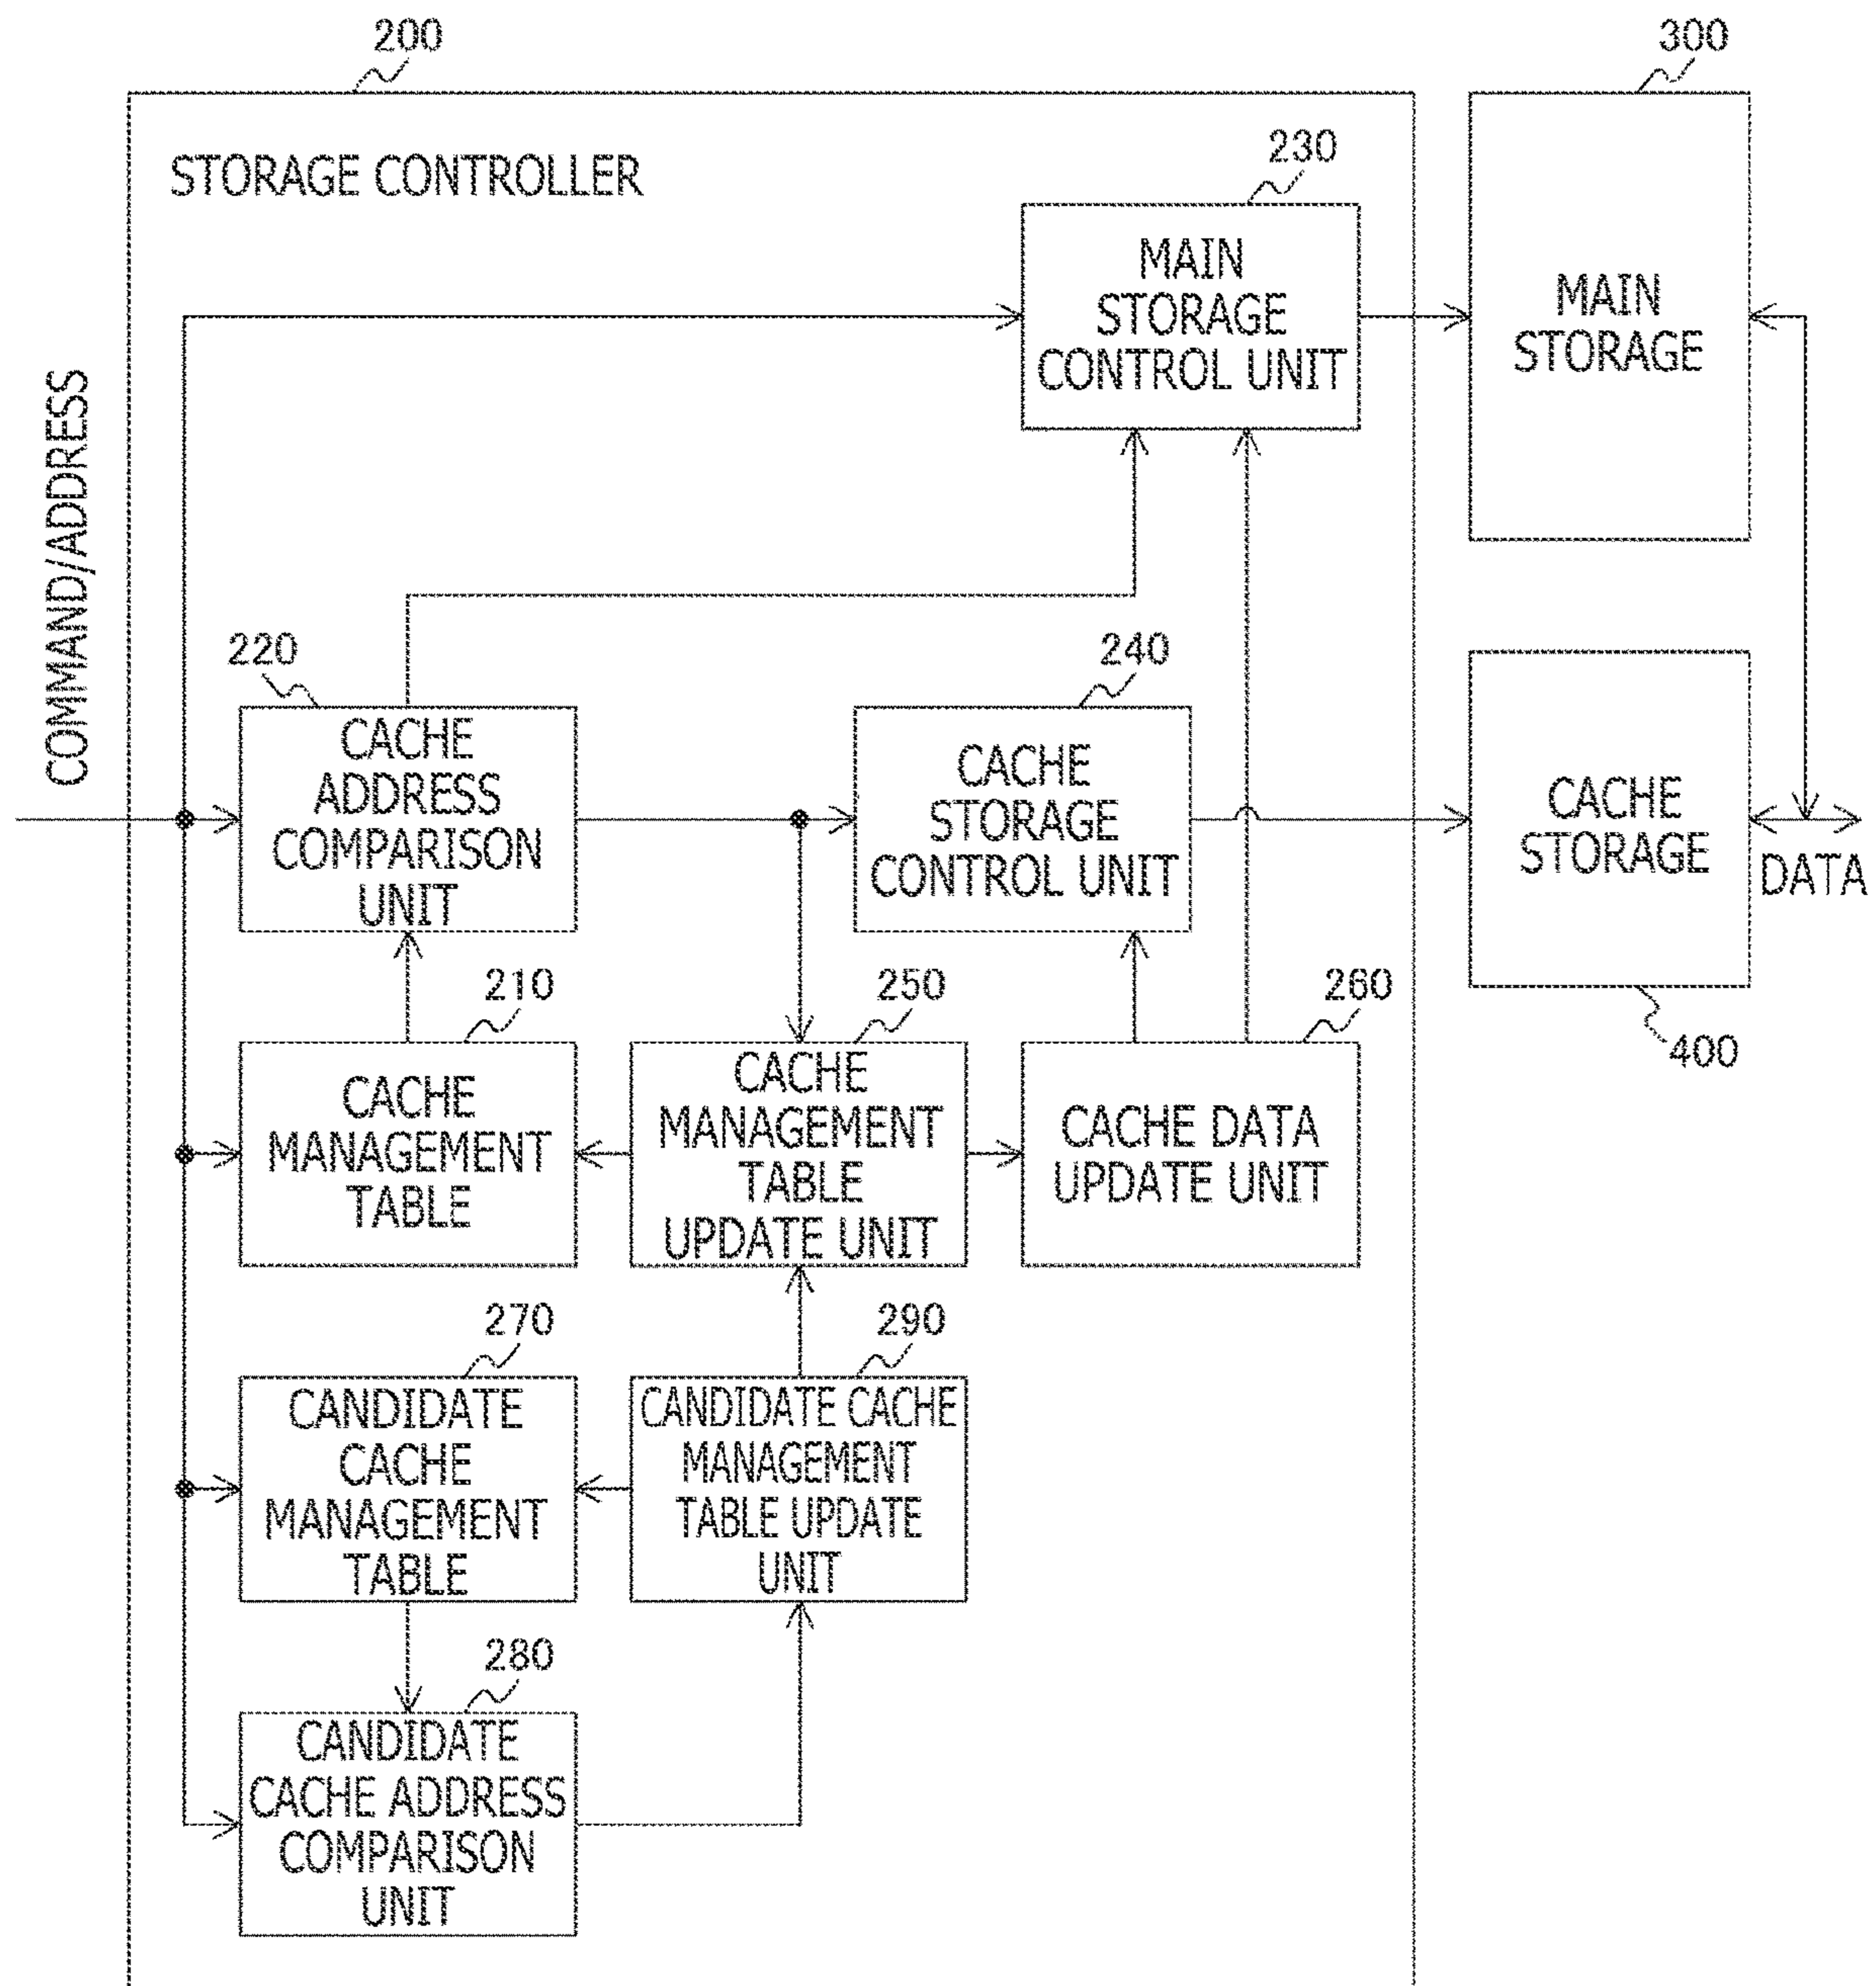 200
300
STORAGE CONTROLLER
230
MAIN
STORAGE
CONTROL UNIT
MAIN
STORAGE
COMMAND/ADDRESS
220
CACHE
ADDRESS
COMPARISON
UNIT
240
CACHE
STORAGE
CONTROL UNIT
CACHE
STORAGE
DATA
400
210
CACHE
MANAGEMENT
TABLE
250
CACHE
MANAGEMENT
TABLE
UPDATE UNIT
260
CACHE DATA
UPDATE UNIT
270
CANDIDATE
CACHE
MANAGEMENT
TABLE
290
CANDIDATE CACHE
MANAGEMENT
TABLE UPDATE
UNIT
280
CANDIDATE
CACHE ADDRESS
COMPARISON
UNIT